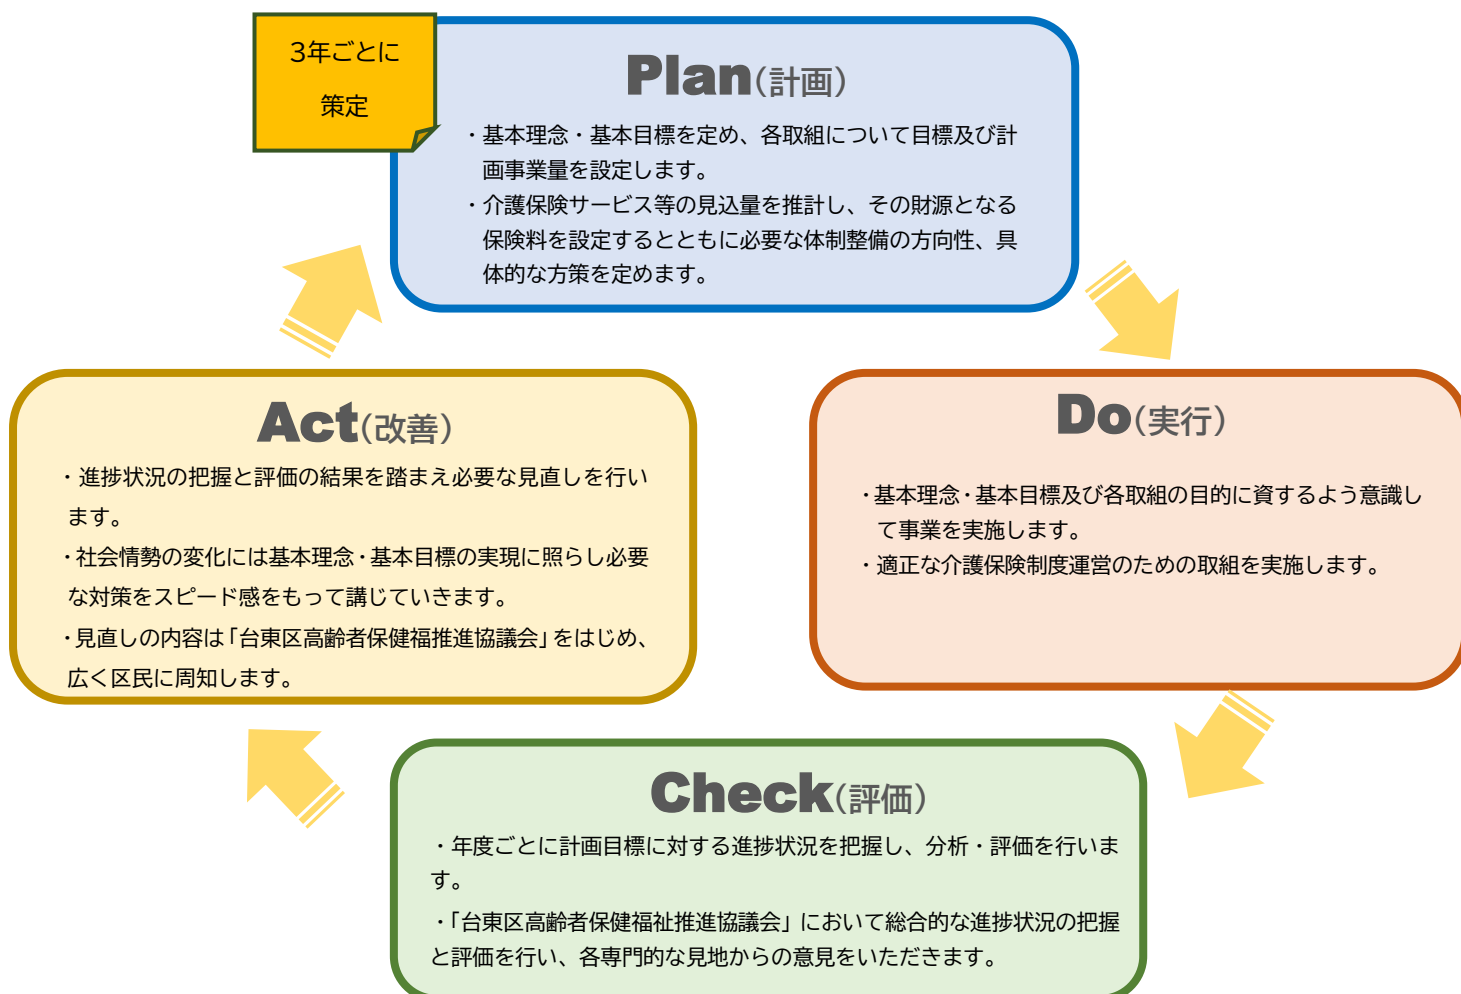 3年ごとに
策定
Plan(計画)
・基本理念・基本目標を定め、各取組について目標及び計
画事業量を設定します。
・介護保険サービス等の見込量を推計し、その財源となる
保険料を設定するとともに必要な体制整備の方向性、具
体的な方策を定めます。
Act(改善)
・進捗状況の把握と評価の結果を踏まえ必要な見直しを行い
ます。
・社会情勢の変化には基本理念・基本目標の実現に照らし必要
な対策をスピード感をもって講じていきます。
・見直しの内容は「台東区高齢者保健福推進協議会」をはじめ、
広く区民に周知します。
Do(実行)
・基本理念・基本目標及び各取組の目的に資するよう意識し
て事業を実施します。
・適正な介護保険制度運営のための取組を実施します。
Check(評価)
・年度ごとに計画目標に対する進捗状況を把握し、分析・評価を行いま
す。
・「台東区高齢者保健福祉推進協議会」において総合的な進捗状況の把握
と評価を行い、各専門的な見地からの意見をいただきます。